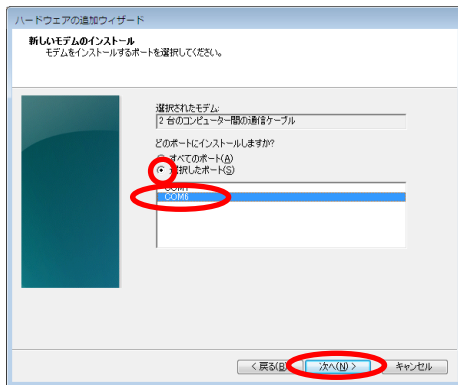 ハードウェアの追加ウィザード
新しいモデムのインストール
モデムをインストールするポートを選択してください。
選択されたモデム:
2 台のコンピューター間の通信ケーブル
どのポートにインストールしますか?
すべてのポート(A)
選択したポート(S)
COM1
COM6
< 戻る(B)
次へ(N) >
キャンセル